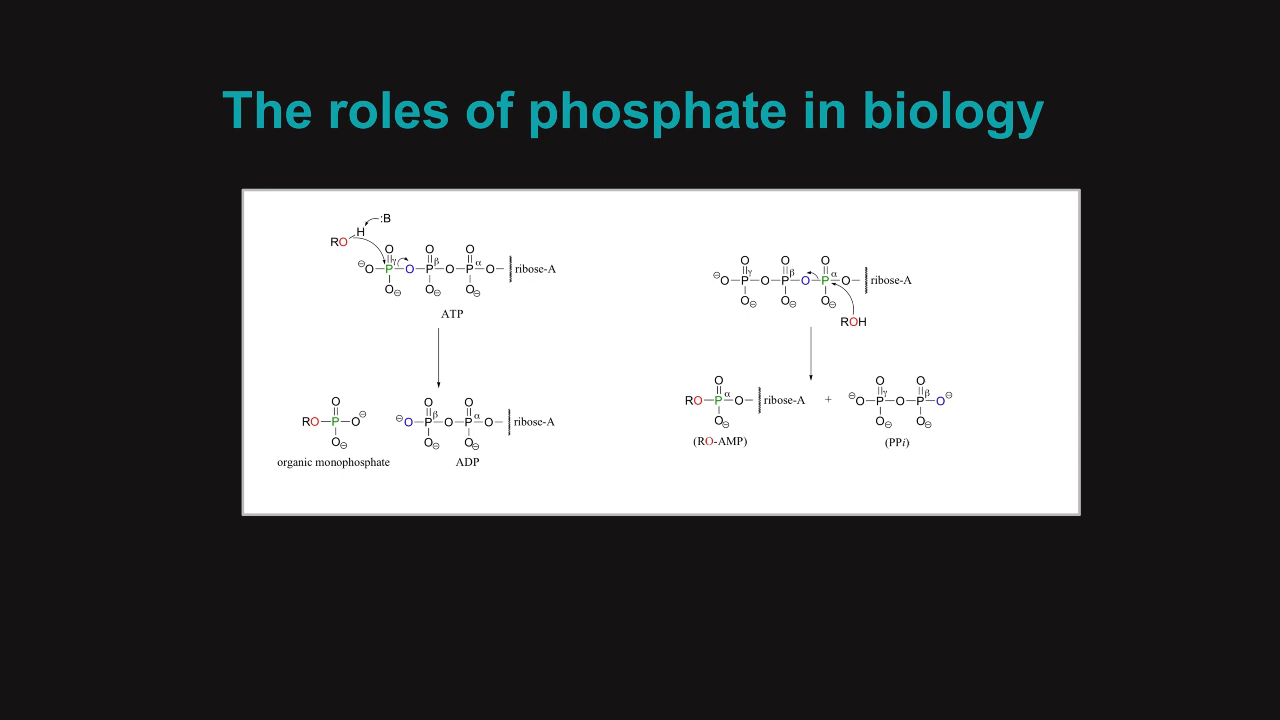 The roles of phosphate in biology
:B
H
RO
O O O
γ β α
⊖O—P—O—P—O—P—O— ribose-A
O⊖ O⊖ O⊖
ATP
O O O
γ β α
⊖O—P—O—P—O—P—O— ribose-A
O⊖ O⊖ O⊖
ROH
O
RO—P—O⊖
O⊖
organic monophosphate
O O
β α
⊖O—P—O—P—O— ribose-A
O⊖ O⊖
ADP
O
α
RO—P—O— ribose-A
O⊖
(RO-AMP)
+
O O
γ β
⊖O—P—O—P—O⊖
O⊖ O⊖
(PPi)